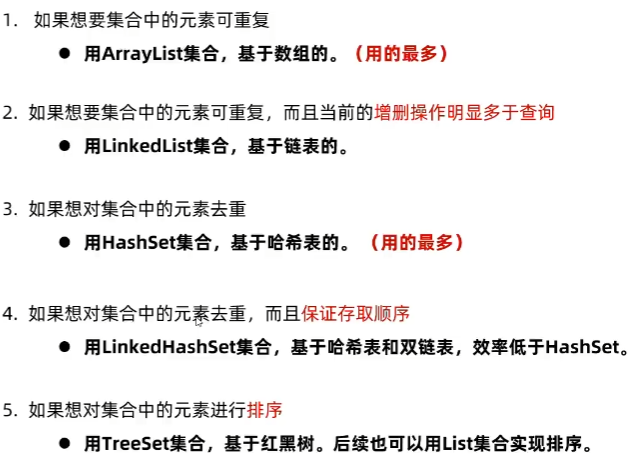 1. 如果想要集合中的元素可重复
● 用ArrayList集合，基于数组的。（用的最多）
2. 如果想要集合中的元素可重复，而且当前的增删操作明显多于查询
● 用LinkedList集合，基于链表的。
3. 如果想对集合中的元素去重
● 用HashSet集合，基于哈希表的。（用的最多）
4. 如果想对集合中的元素去重，而且保证存取顺序
● 用LinkedHashSet集合，基于哈希表和双链表，效率低于HashSet。
5. 如果想对集合中的元素进行排序
● 用TreeSet集合，基于红黑树。后续也可以用List集合实现排序。